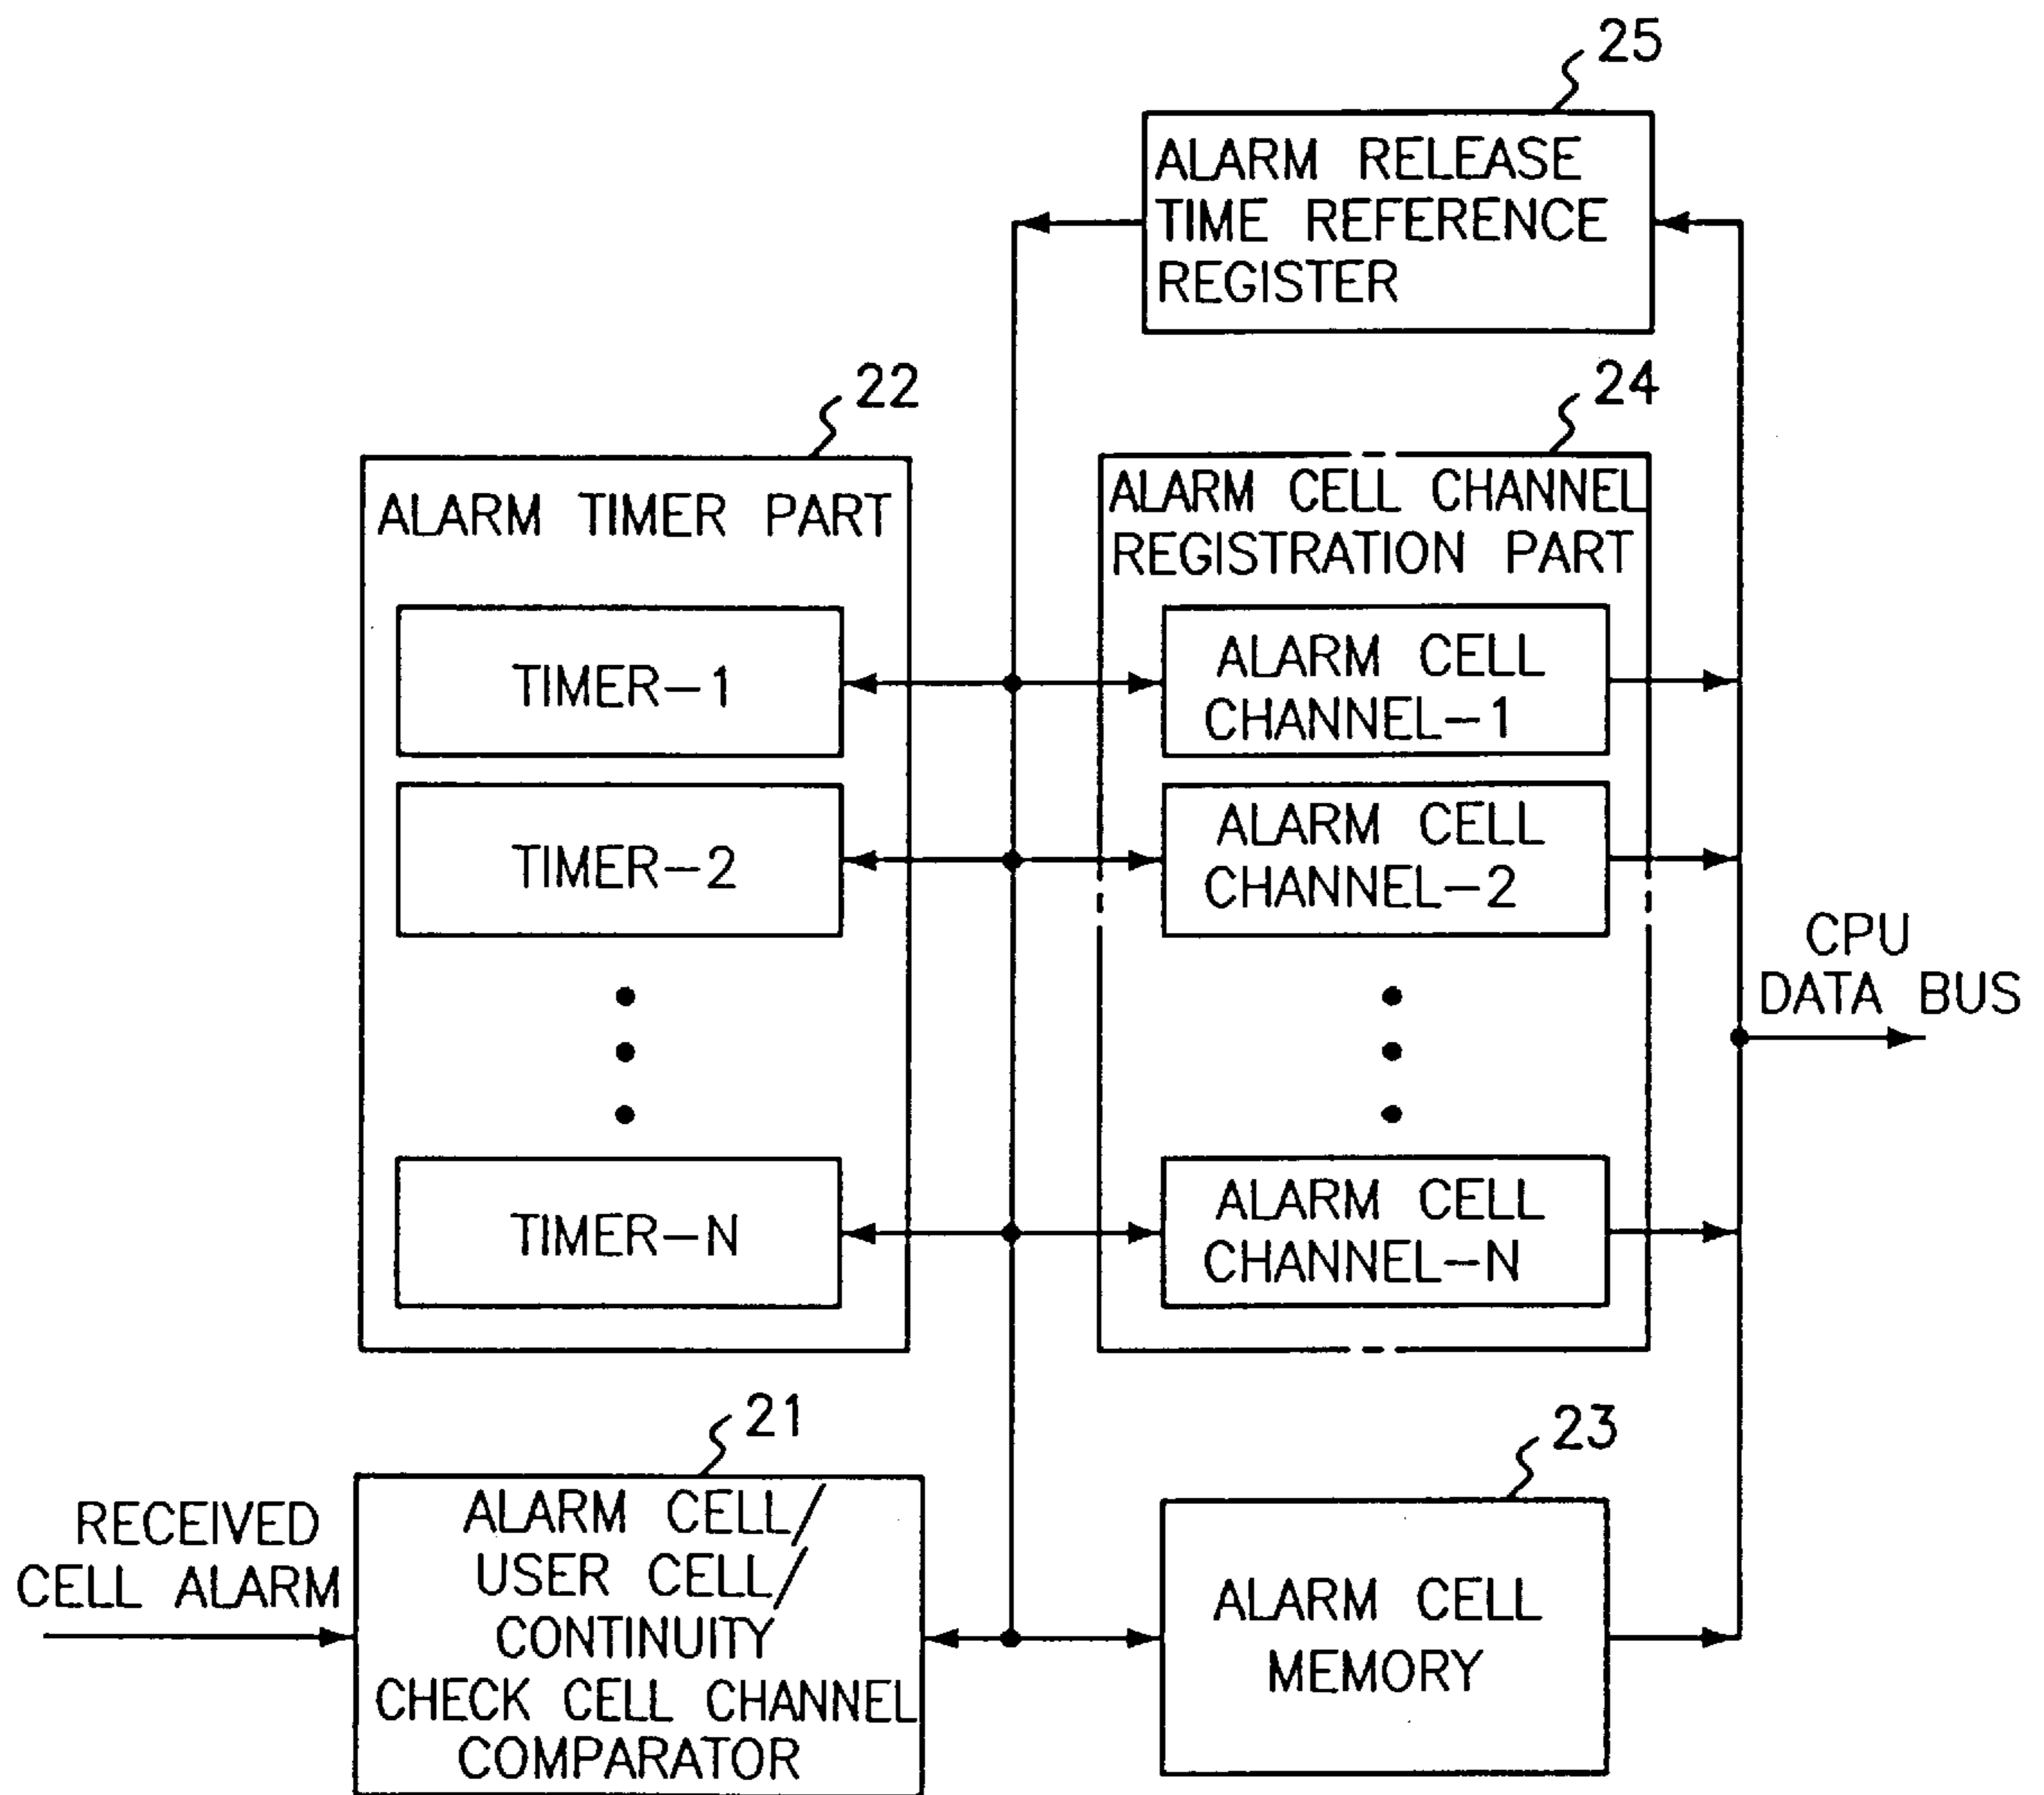 25
ALARM RELEASE
TIME REFERENCE
REGISTER
22
ALARM TIMER PART
TIMER-1
TIMER-2
TIMER-N
24
ALARM CELL CHANNEL
REGISTRATION PART
ALARM CELL
CHANNEL-1
ALARM CELL
CHANNEL-2
ALARM CELL
CHANNEL-N
CPU
DATA BUS
21
RECEIVED
CELL ALARM
ALARM CELL/
USER CELL/
CONTINUITY
CHECK CELL CHANNEL
COMPARATOR
23
ALARM CELL
MEMORY